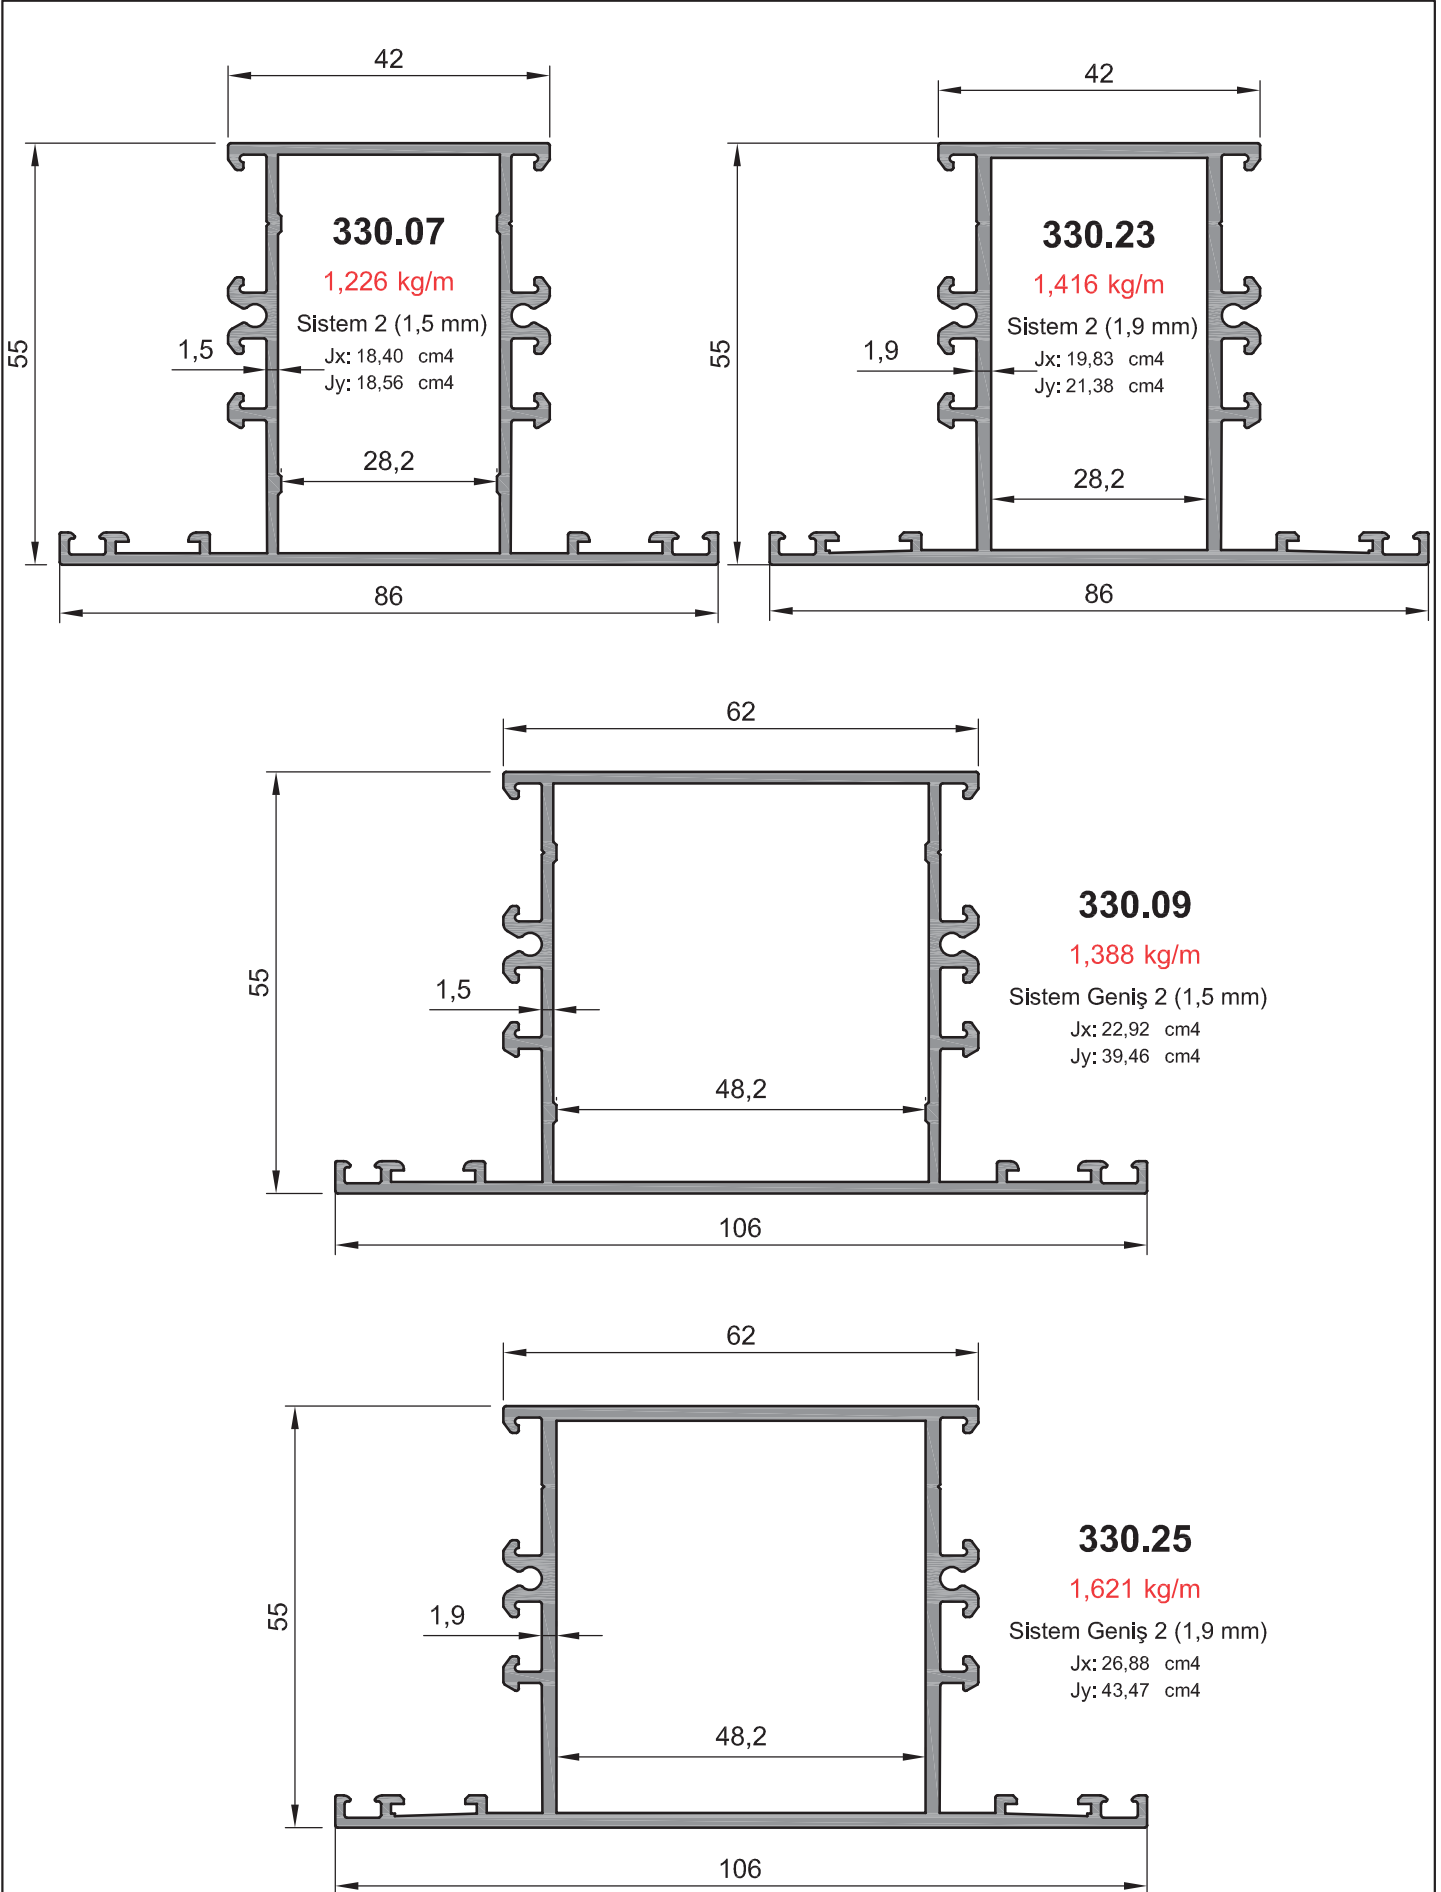 42
55
330.07
1,226 kg/m
Sistem 2 (1,5 mm)
Jx: 18,40 cm4
Jy: 18,56 cm4
1,5
28,2
86
42
55
330.23
1,416 kg/m
Sistem 2 (1,9 mm)
Jx: 19,83 cm4
Jy: 21,38 cm4
1,9
28,2
86
62
55
1,5
48,2
106
330.09
1,388 kg/m
Sistem Geniş 2 (1,5 mm)
Jx: 22,92 cm4
Jy: 39,46 cm4
62
55
1,9
48,2
106
330.25
1,621 kg/m
Sistem Geniş 2 (1,9 mm)
Jx: 26,88 cm4
Jy: 43,47 cm4